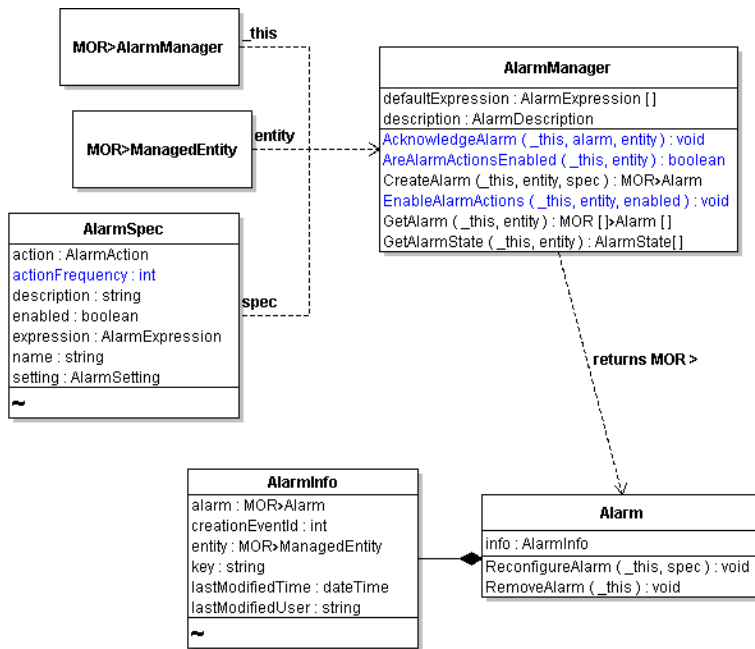 MOR>AlarmManager
_this
MOR>ManagedEntity
entity
AlarmSpec
action : AlarmAction
actionFrequency : int
description : string
enabled : boolean
expression : AlarmExpression
name : string
setting : AlarmSetting
~
spec
AlarmManager
defaultExpression : AlarmExpression [ ]
description : AlarmDescription
AcknowledgeAlarm ( _this, alarm, entity ) : void
AreAlarmActionsEnabled ( _this, entity ) : boolean
CreateAlarm ( _this, entity, spec ) : MOR>Alarm
EnableAlarmActions ( _this, entity, enabled ) : void
GetAlarm ( _this, entity ) : MOR [ ]>Alarm [ ]
GetAlarmState ( _this, entity ) : AlarmState[ ]
returns MOR >
AlarmInfo
alarm : MOR>Alarm
creationEventId : int
entity : MOR>ManagedEntity
key : string
lastModifiedTime : dateTime
lastModifiedUser : string
~
Alarm
info : AlarmInfo
ReconfigureAlarm ( _this, spec ) : void
RemoveAlarm ( _this ) : void